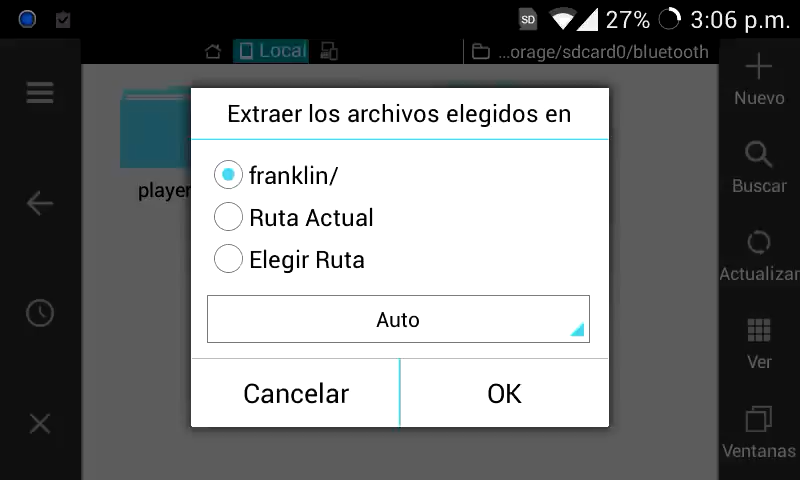 SD 27% 3:06 p.m.
Local ...orage/sdcard0/bluetooth
Extraer los archivos elegidos en
franklin/
Ruta Actual
Elegir Ruta
Auto
Cancelar OK
player
Nuevo
Buscar
Actualizar
Ver
Ventanas